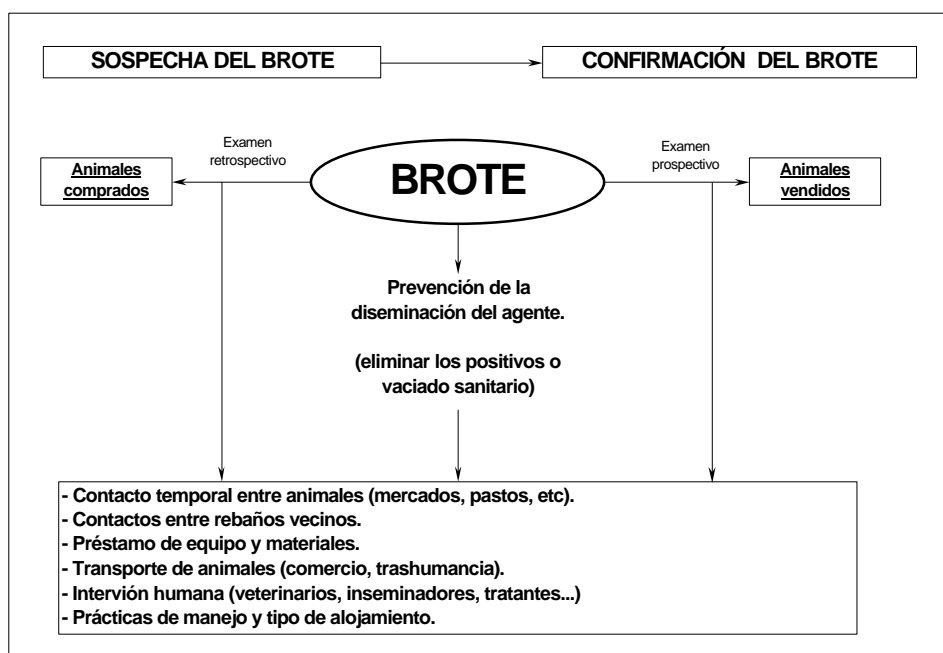 SOSPECHA DEL BROTE
CONFIRMACIÓN DEL BROTE
Examen
retrospectivo
Examen
prospectivo
Animales
comprados
BROTE
Animales
vendidos
Prevención de la
diseminación del agente.
(eliminar los positivos o
vaciado sanitario)
- Contacto temporal entre animales (mercados, pastos, etc).
- Contactos entre rebaños vecinos.
- Préstamo de equipo y materiales.
- Transporte de animales (comercio, trashumancia).
- Intervión humana (veterinarios, inseminadores, tratantes...)
- Prácticas de manejo y tipo de alojamiento.